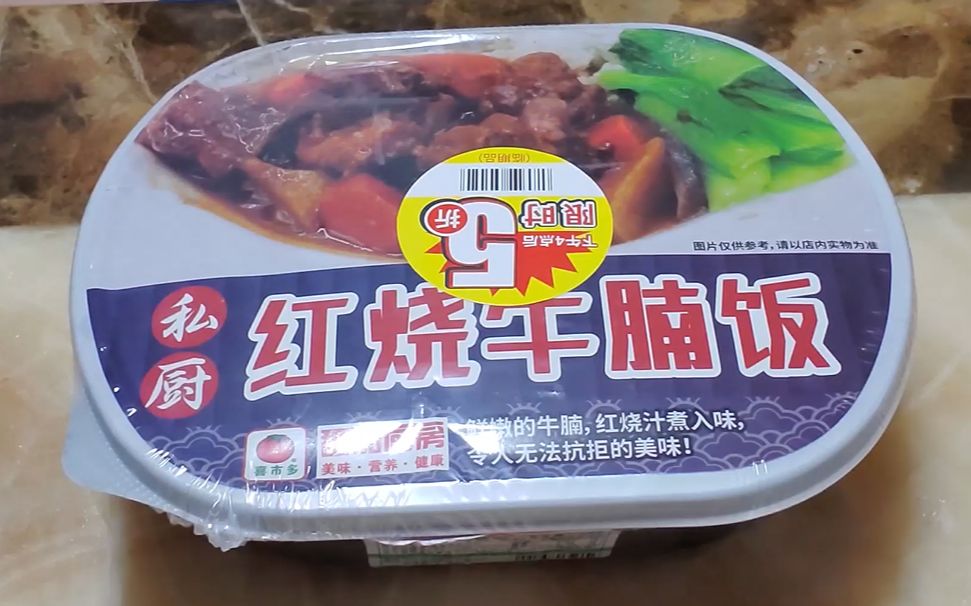 (临期品)
下午4点后
限时
5折
图片仅供参考,请以店内实物为准
私厨
红烧牛腩饭
鲜嫩的牛腩,红烧汁煮入味,
令人无法抗拒的美味!
喜市多
美味·营养·健康